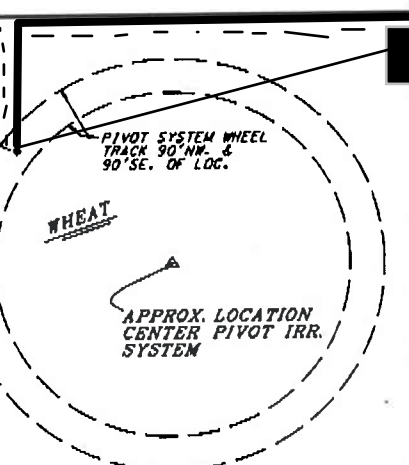 PIVOT SYSTEM WHEEL
TRACK 90'NW. &
90'SE. OF LOC.
WHEAT
APPROX. LOCATION
CENTER PIVOT IRR.
SYSTEM